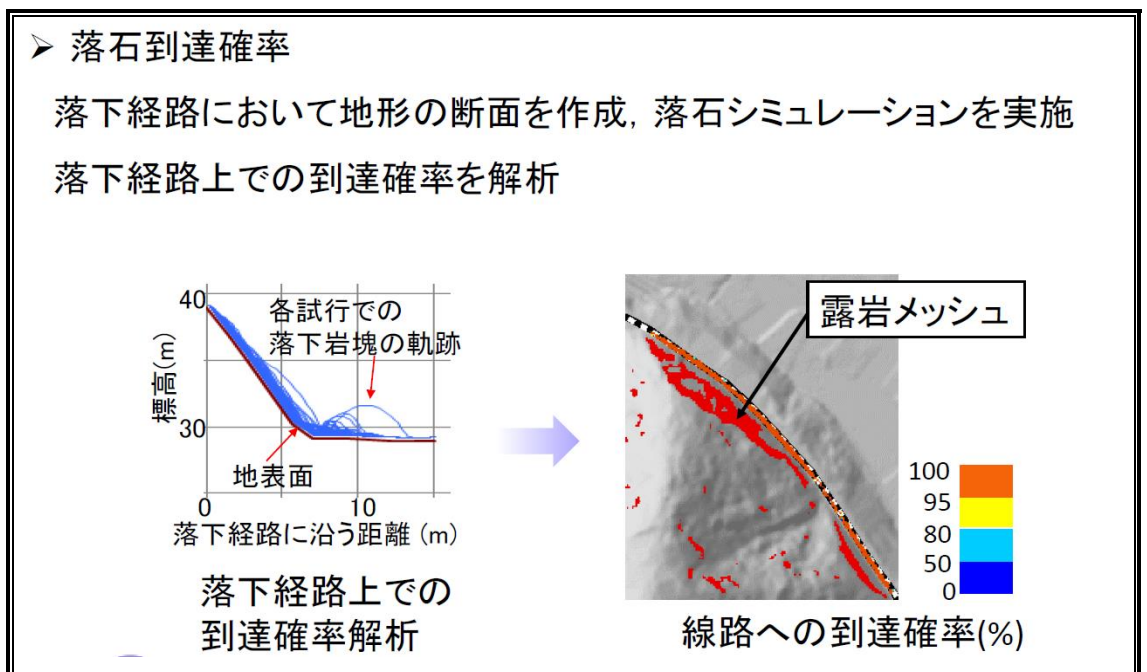 ➢ 落石到達確率
落下経路において地形の断面を作成，落石シミュレーションを実施
落下経路上での到達確率を解析
40
30
標高(m)
各試行での
落下岩塊の軌跡
地表面
0
10
落下経路に沿う距離 (m)
落下経路上での
到達確率解析
露岩メッシュ
100
95
80
50
0
線路への到達確率(%)